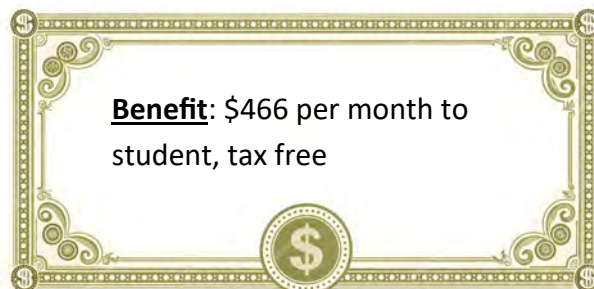 $ $
Benefit: $466 per month to
student, tax free
$
$ $